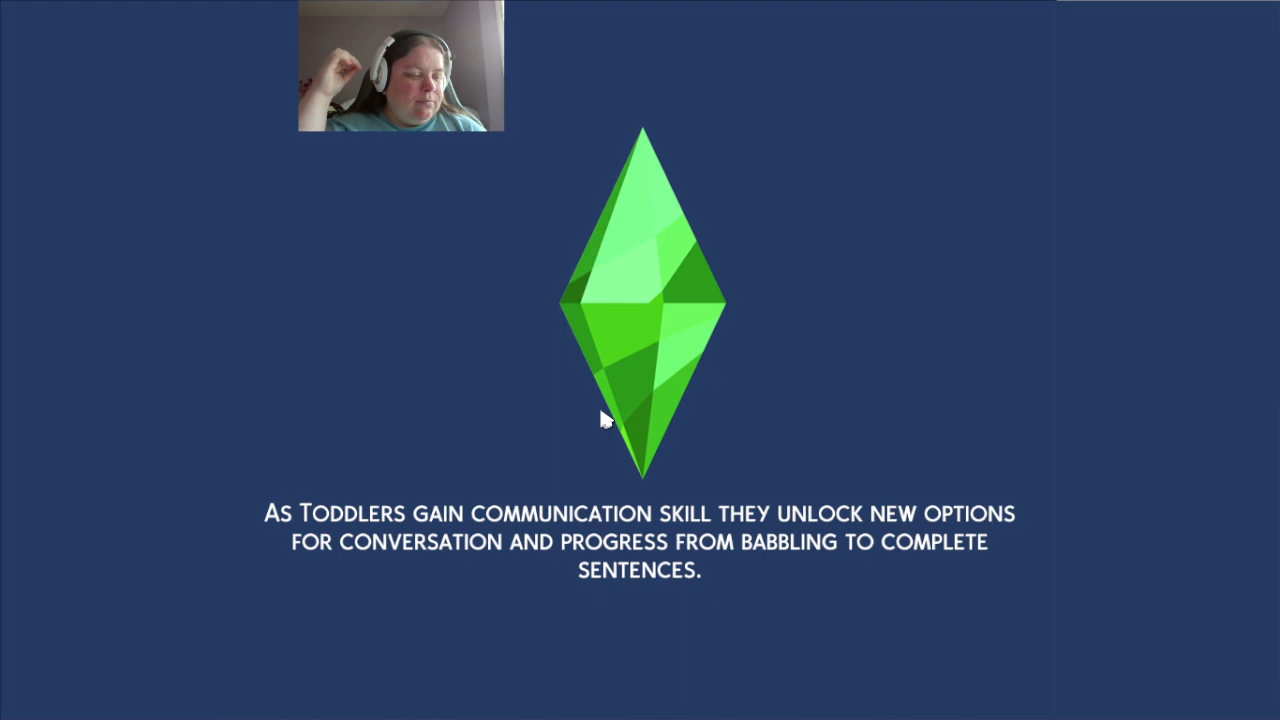 As Toddlers gain communication skill they unlock new options
for conversation and progress from babbling to complete
sentences.